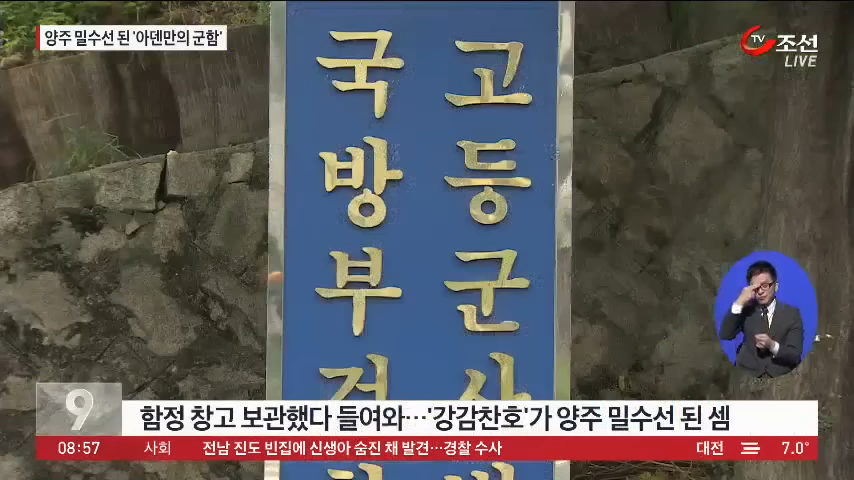 양주 밀수선 된 '아덴만의 군함'
TV조선
LIVE
국방부검
고등군사
9
함정 창고 보관했다 들여와…'강감찬호'가 양주 밀수선 된 셈
08:57 사회 전남 진도 빈집에 신생아 숨진 채 발견…경찰 수사 대전 7.0°